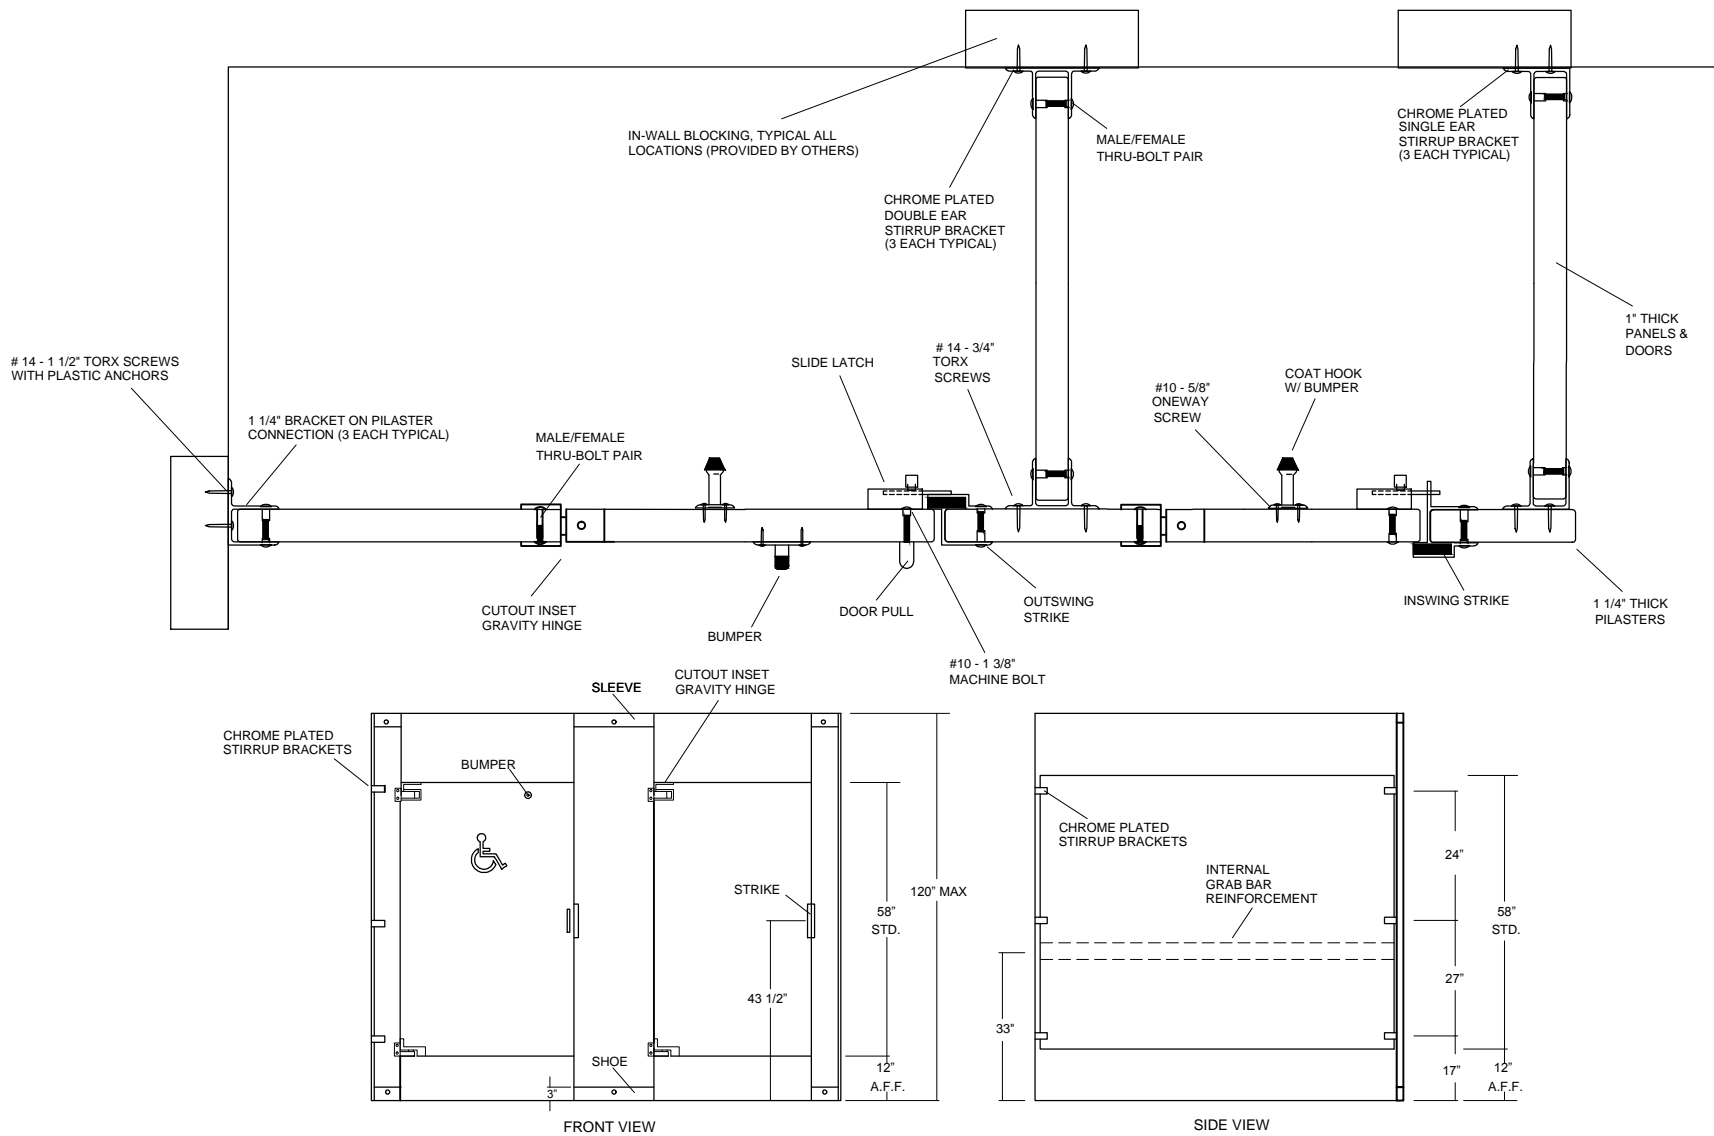 IN-WALL BLOCKING, TYPICAL ALL
LOCATIONS (PROVIDED BY OTHERS)
MALE/FEMALE
THRU-BOLT PAIR
CHROME PLATED
SINGLE EAR
STIRRUP BRACKET
(3 EACH TYPICAL)
CHROME PLATED
DOUBLE EAR
STIRRUP BRACKET
(3 EACH TYPICAL)
1" THICK
PANELS &
DOORS
# 14 - 1 1/2" TORX SCREWS
WITH PLASTIC ANCHORS
SLIDE LATCH
# 14 - 3/4"
TORX
SCREWS
#10 - 5/8"
ONEWAY
SCREW
COAT HOOK
W/ BUMPER
1 1/4" BRACKET ON PILASTER
CONNECTION (3 EACH TYPICAL)
MALE/FEMALE
THRU-BOLT PAIR
CUTOUT INSET
GRAVITY HINGE
BUMPER
DOOR PULL
OUTSWING
STRIKE
INSWING STRIKE
1 1/4" THICK
PILASTERS
#10 - 1 3/8"
MACHINE BOLT
SLEEVE
CUTOUT INSET
GRAVITY HINGE
CHROME PLATED
STIRRUP BRACKETS
BUMPER
STRIKE
120" MAX
58"
STD.
43 1/2"
SHOE
3"
12"
A.F.F.
FRONT VIEW
CHROME PLATED
STIRRUP BRACKETS
INTERNAL
GRAB BAR
REINFORCEMENT
24"
58"
STD.
27"
33"
17"
12"
A.F.F.
SIDE VIEW